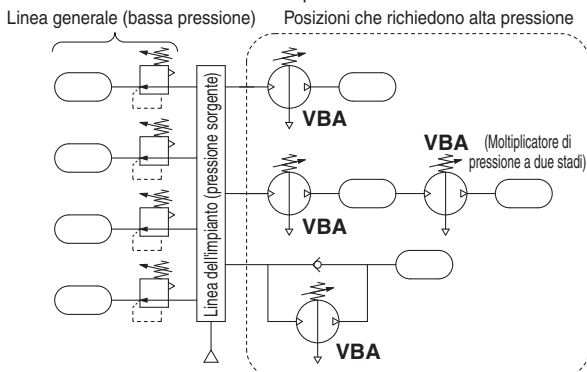 Linea generale (bassa pressione)
Posizioni che richiedono alta pressione
Linea dell'impianto (pressione sorgente)
VBA
VBA
VBA
(Moltiplicatore di
pressione a due stadi)
VBA